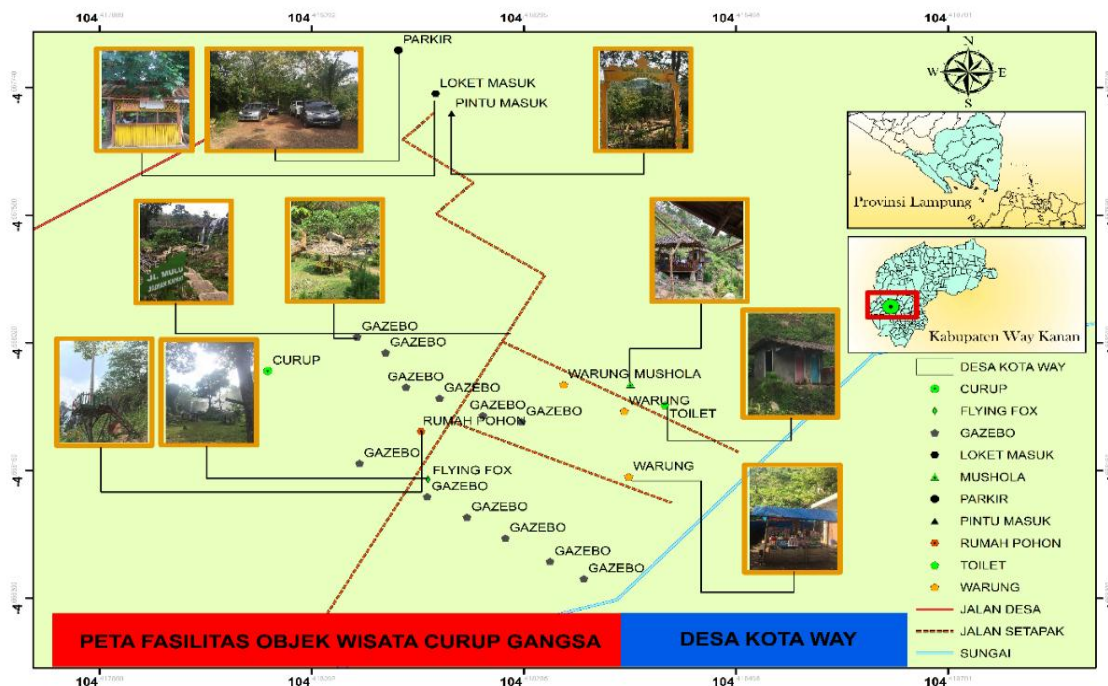 104
104
104
104
104
PARKIR
LOKET MASUK
PINTU MASUK
N
W E
S
Provinsi Lampung
Kabupaten Way Kanan
GAZEBO
GAZEBO
CURUP
GAZEBO
GAZEBO
GAZEBO
GAZEBO
RUMAH POHON
WARUNG
MUSHOLA
WARUNG
TOILET
GAZEBO
FLYING FOX
GAZEBO
WARUNG
GAZEBO
GAZEBO
GAZEBO
GAZEBO
DESA KOTA WAY
CURUP
FLYING FOX
GAZEBO
LOKET MASUK
MUSHOLA
PARKIR
PINTU MASUK
RUMAH POHON
TOILET
WARUNG
JALAN DESA
JALAN SETAPAK
SUNGAI
PETA FASILITAS OBJEK WISATA CURUP GANGSA
DESA KOTA WAY
104
104
104
104
104